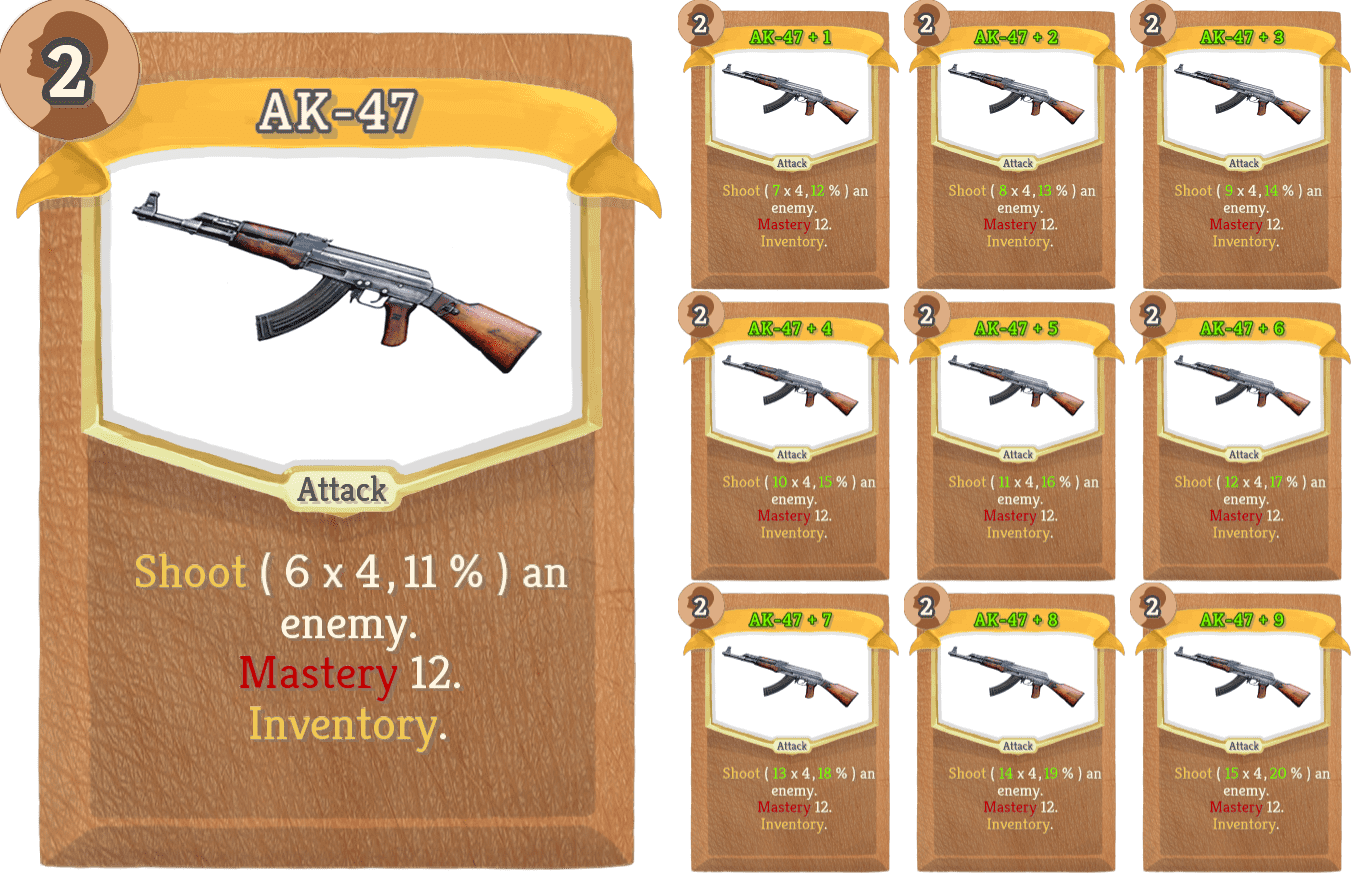 2
AK-47
Attack
Shoot ( 6 x 4, 11 % ) an
enemy.
Mastery 12.
Inventory.
2
AK-47 + 1
Attack
Shoot ( 7 x 4, 12 % ) an
enemy.
Mastery 12.
Inventory.
2
AK-47 + 2
Attack
Shoot ( 8 x 4, 13 % ) an
enemy.
Mastery 12.
Inventory.
2
AK-47 + 3
Attack
Shoot ( 9 x 4, 14 % ) an
enemy.
Mastery 12.
Inventory.
2
AK-47 + 4
Attack
Shoot ( 10 x 4, 15 % ) an
enemy.
Mastery 12.
Inventory.
2
AK-47 + 5
Attack
Shoot ( 11 x 4, 16 % ) an
enemy.
Mastery 12.
Inventory.
2
AK-47 + 6
Attack
Shoot ( 12 x 4, 17 % ) an
enemy.
Mastery 12.
Inventory.
2
AK-47 + 7
Attack
Shoot ( 13 x 4, 18 % ) an
enemy.
Mastery 12.
Inventory.
2
AK-47 + 8
Attack
Shoot ( 14 x 4, 19 % ) an
enemy.
Mastery 12.
Inventory.
2
AK-47 + 9
Attack
Shoot ( 15 x 4, 20 % ) an
enemy.
Mastery 12.
Inventory.